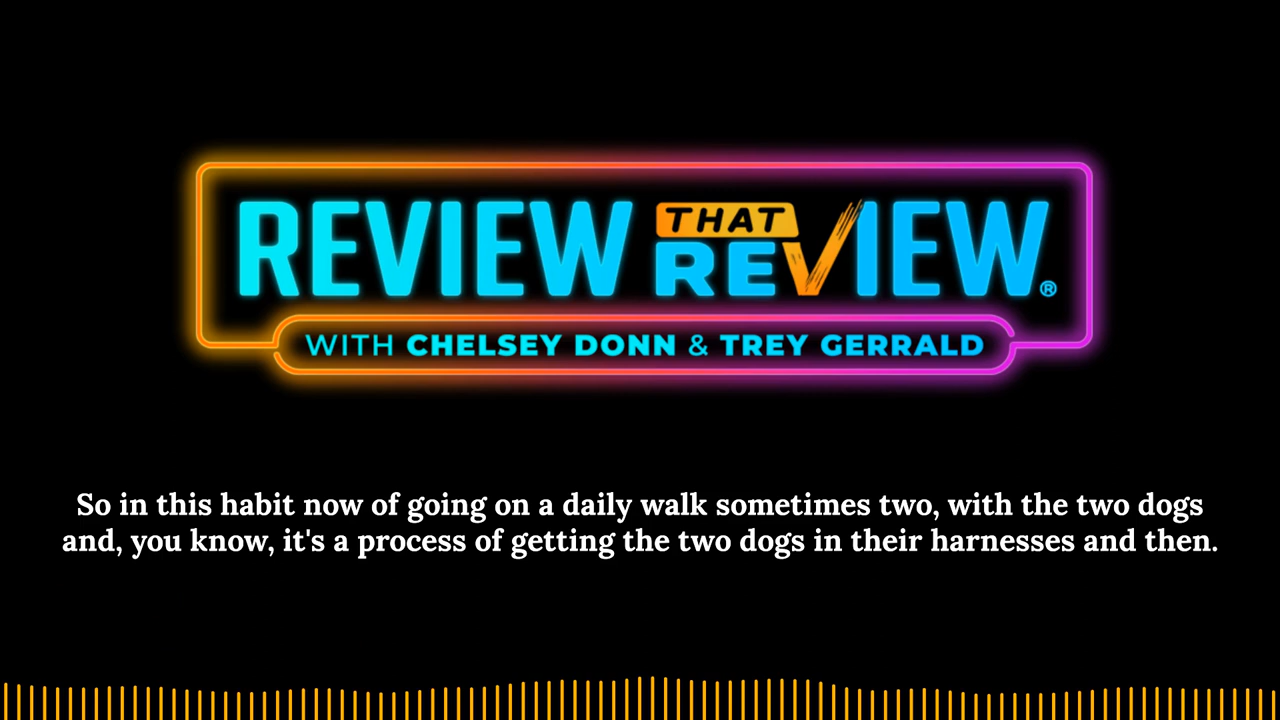 REVIEW THAT REVIEW®
WITH CHELSEY DONN & TREY GERRALD
So in this habit now of going on a daily walk sometimes two, with the two dogs
and, you know, it's a process of getting the two dogs in their harnesses and then.